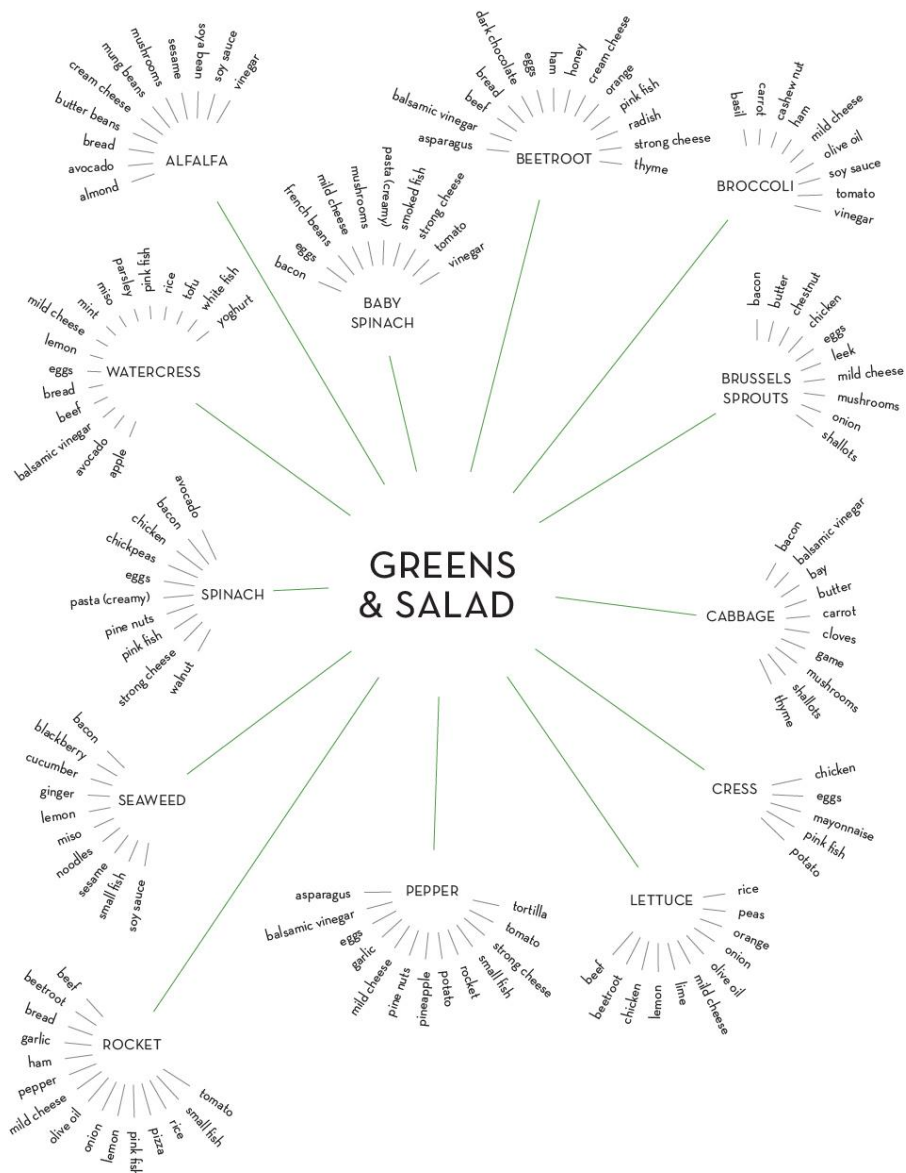 ALFALFA
almond
avocado
bread
butter beans
cream cheese
mung beans
mushrooms
sesame
soya bean
soy sauce
vinegar
BEETROOT
asparagus
balsamic vinegar
beef
bread
dark chocolate
eggs
ham
honey
cream cheese
orange
pink fish
radish
strong cheese
thyme
BROCCOLI
basil
carrot
cashew nut
ham
mild cheese
olive oil
soy sauce
tomato
vinegar
BABY
SPINACH
bacon
eggs
french beans
mild cheese
mushrooms
pasta (creamy)
smoked fish
strong cheese
tomato
vinegar
WATERCRESS
apple
avocado
balsamic vinegar
beef
bread
eggs
lemon
mild cheese
mint
miso
parsley
pink fish
rice
tofu
white fish
yoghurt
BRUSSELS
SPROUTS
bacon
butter
chestnut
chicken
eggs
leek
mild cheese
mushrooms
onion
shallots
GREENS
& SALAD
SPINACH
avocado
bacon
chicken
chickpeas
eggs
pasta (creamy)
pine nuts
pink fish
strong cheese
walnut
CABBAGE
bacon
balsamic vinegar
bay
butter
carrot
cloves
game
mushrooms
shallots
thyme
SEAWEED
bacon
blackberry
cucumber
ginger
lemon
miso
noodles
sesame
small fish
soy sauce
CRESS
chicken
eggs
mayonnaise
pink fish
potato
PEPPER
asparagus
balsamic vinegar
eggs
garlic
mild cheese
pine nuts
pineapple
potato
rocket
small fish
strong cheese
tomato
tortilla
LETTUCE
rice
peas
orange
onion
olive oil
mild cheese
lime
lemon
chicken
beetroot
beef
ROCKET
beef
beetroot
bread
garlic
ham
pepper
mild cheese
olive oil
onion
lemon
pink fish
pizza
rice
small fish
tomato